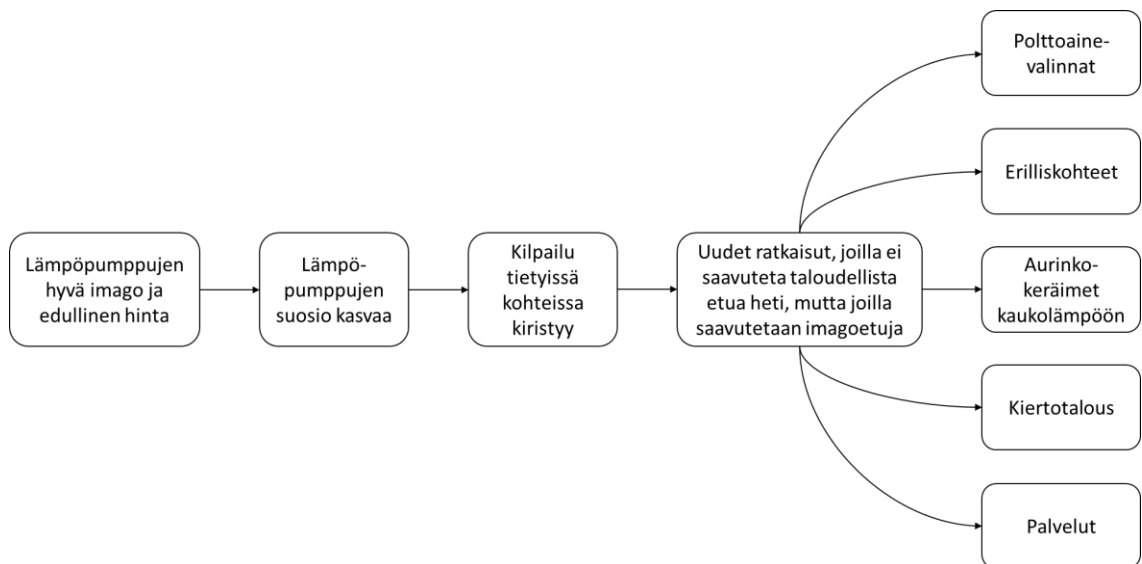 Lämpöpumppujen
hyvä imago ja
edullinen hinta
Lämpö-
pumppujen
suosio kasvaa
Kilpailu
tietyissä
kohteissa
kiristyy
Uudet ratkaisut, joilla ei
saavuteta taloudellista
etua heti, mutta joilla
saavutetaan imagoetuja
Polttoaine-
valinnat
Erilliskohteet
Aurinko-
keräimet
kaukolämpöön
Kiertotalous
Palvelut